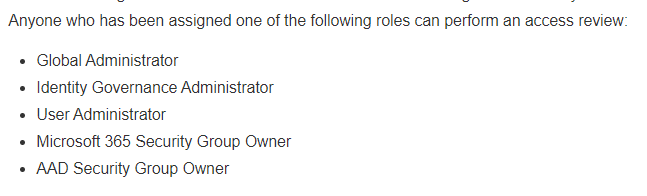 Anyone who has been assigned one of the following roles can perform an access review:
• Global Administrator
• Identity Governance Administrator
• User Administrator
• Microsoft 365 Security Group Owner
• AAD Security Group Owner